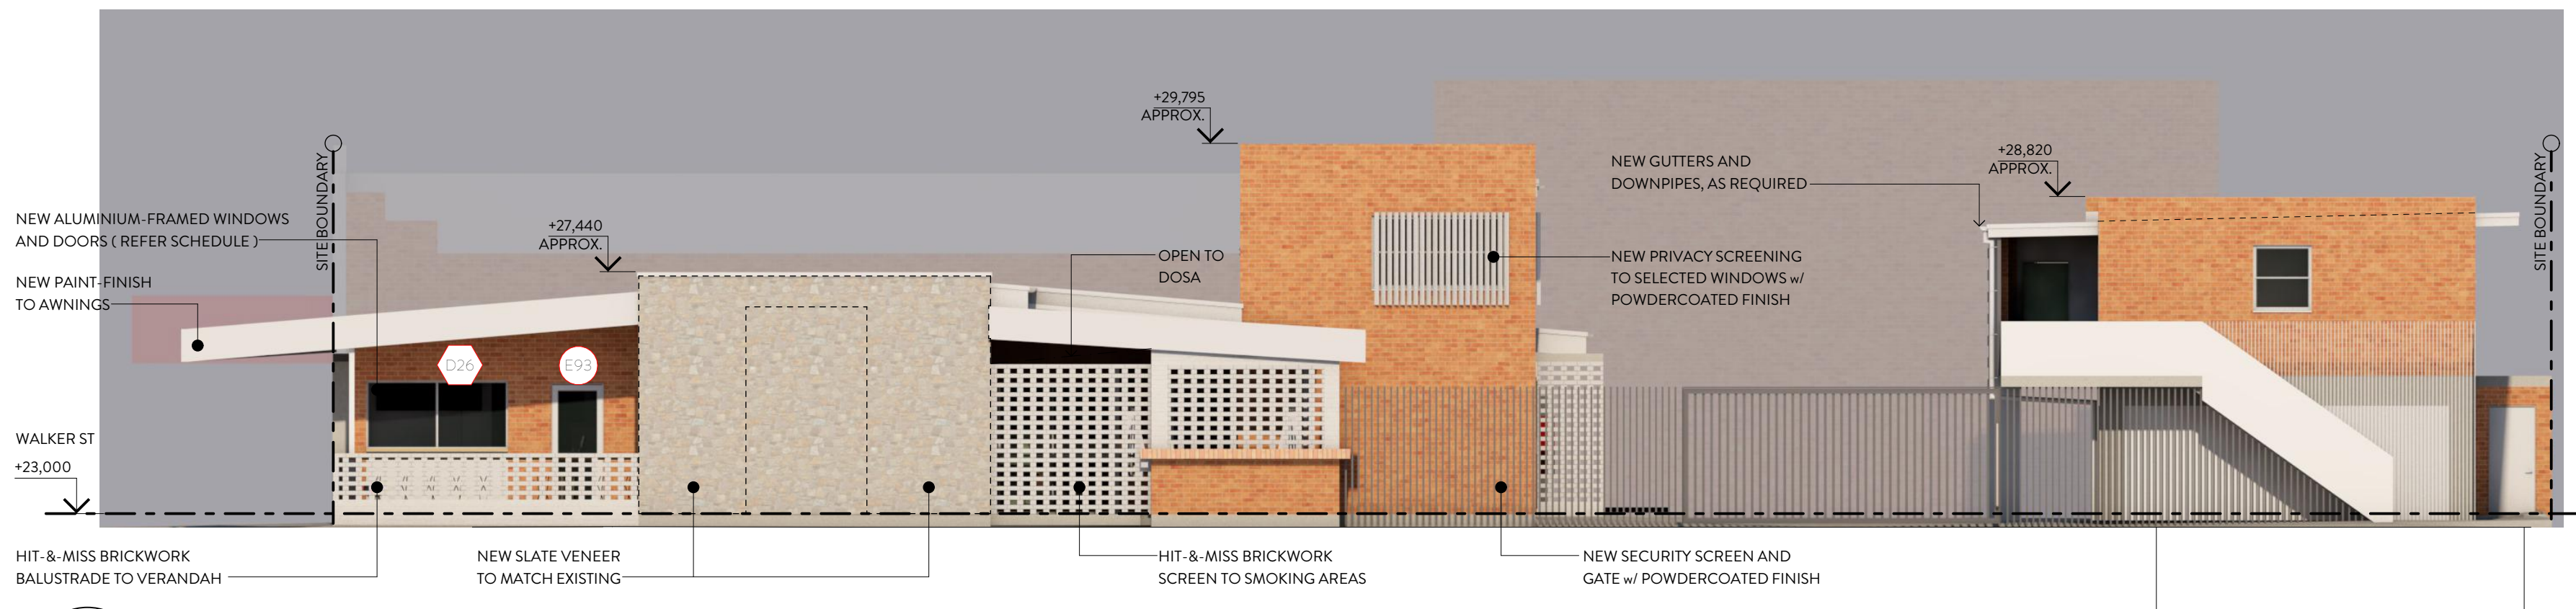 +29,795
APPROX.
SITE BOUNDARY
NEW GUTTERS AND
DOWNPIPES, AS REQUIRED
+28,820
APPROX.
SITE BOUNDARY
NEW ALUMINIUM-FRAMED WINDOWS
AND DOORS ( REFER SCHEDULE )
+27,440
APPROX.
OPEN TO
DOSA
NEW PRIVACY SCREENING
TO SELECTED WINDOWS w/
POWDERCOATED FINISH
NEW PAINT-FINISH
TO AWNINGS
D26
E93
WALKER ST
+23,000
HIT-&-MISS BRICKWORK
BALUSTRADE TO VERANDAH
NEW SLATE VENEER
TO MATCH EXISTING
HIT-&-MISS BRICKWORK
SCREEN TO SMOKING AREAS
NEW SECURITY SCREEN AND
GATE w/ POWDERCOATED FINISH